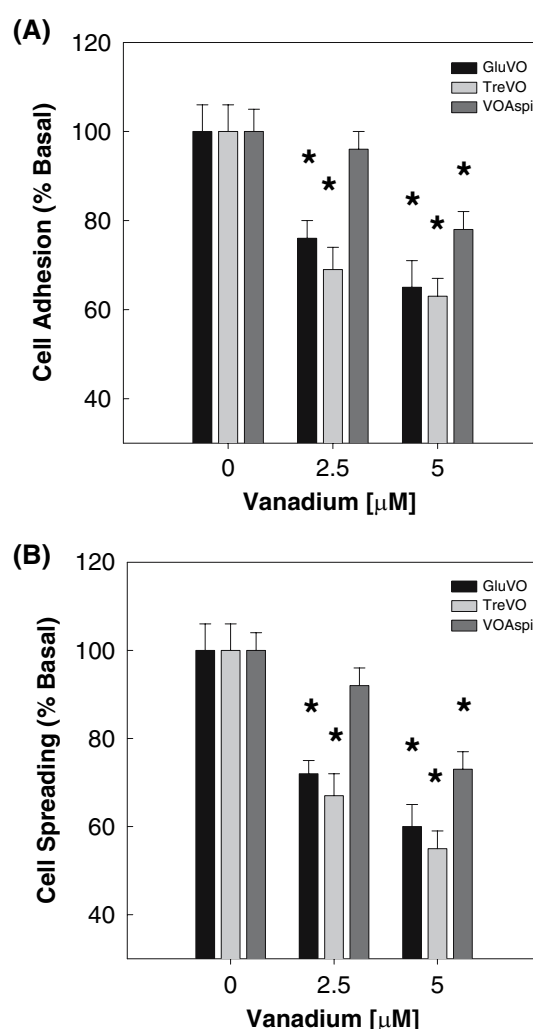 (A)
120
100
80
60
40
Cell Adhesion (% Basal)
GluVO
TreVO
VOAspi
* * * * *
0 2.5 5
Vanadium [μM]
(B)
120
100
80
60
40
Cell Spreading (% Basal)
GluVO
TreVO
VOAspi
* * * * *
0 2.5 5
Vanadium [μM]